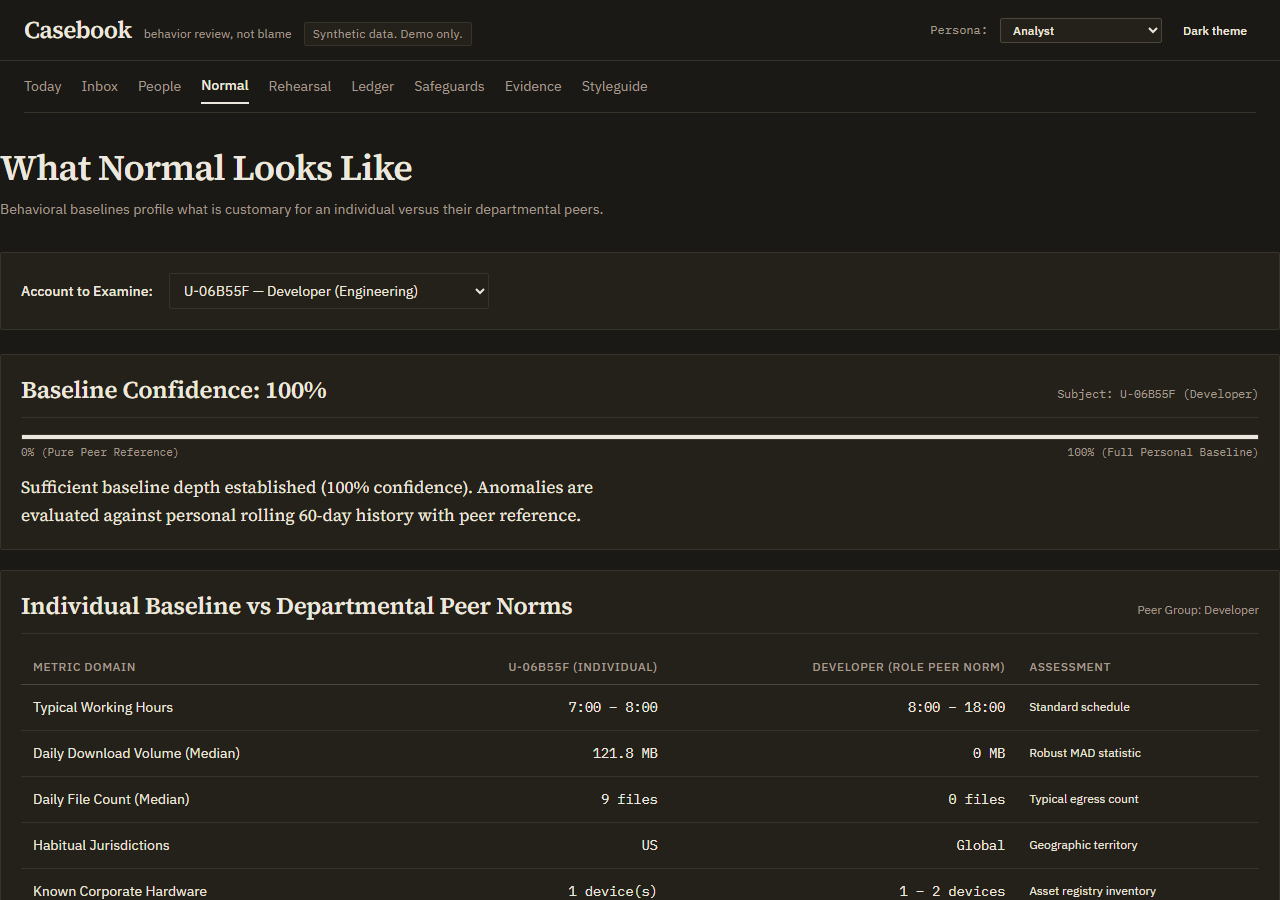 Casebook behavior review, not blame Synthetic data. Demo only. Persona: Analyst Dark theme
Today Inbox People Normal Rehearsal Ledger Safeguards Evidence Styleguide
What Normal Looks Like
Behavioral baselines profile what is customary for an individual versus their departmental peers.
Account to Examine: U-06B55F — Developer (Engineering)
Baseline Confidence: 100% Subject: U-06B55F (Developer)
0% (Pure Peer Reference) 100% (Full Personal Baseline)
Sufficient baseline depth established (100% confidence). Anomalies are
evaluated against personal rolling 60-day history with peer reference.
Individual Baseline vs Departmental Peer Norms Peer Group: Developer
METRIC DOMAIN U-06B55F (INDIVIDUAL) DEVELOPER (ROLE PEER NORM) ASSESSMENT
Typical Working Hours 7:00 – 8:00 8:00 – 18:00 Standard schedule
Daily Download Volume (Median) 121.8 MB 0 MB Robust MAD statistic
Daily File Count (Median) 9 files 0 files Typical egress count
Habitual Jurisdictions US Global Geographic territory
Known Corporate Hardware 1 device(s) 1 – 2 devices Asset registry inventory